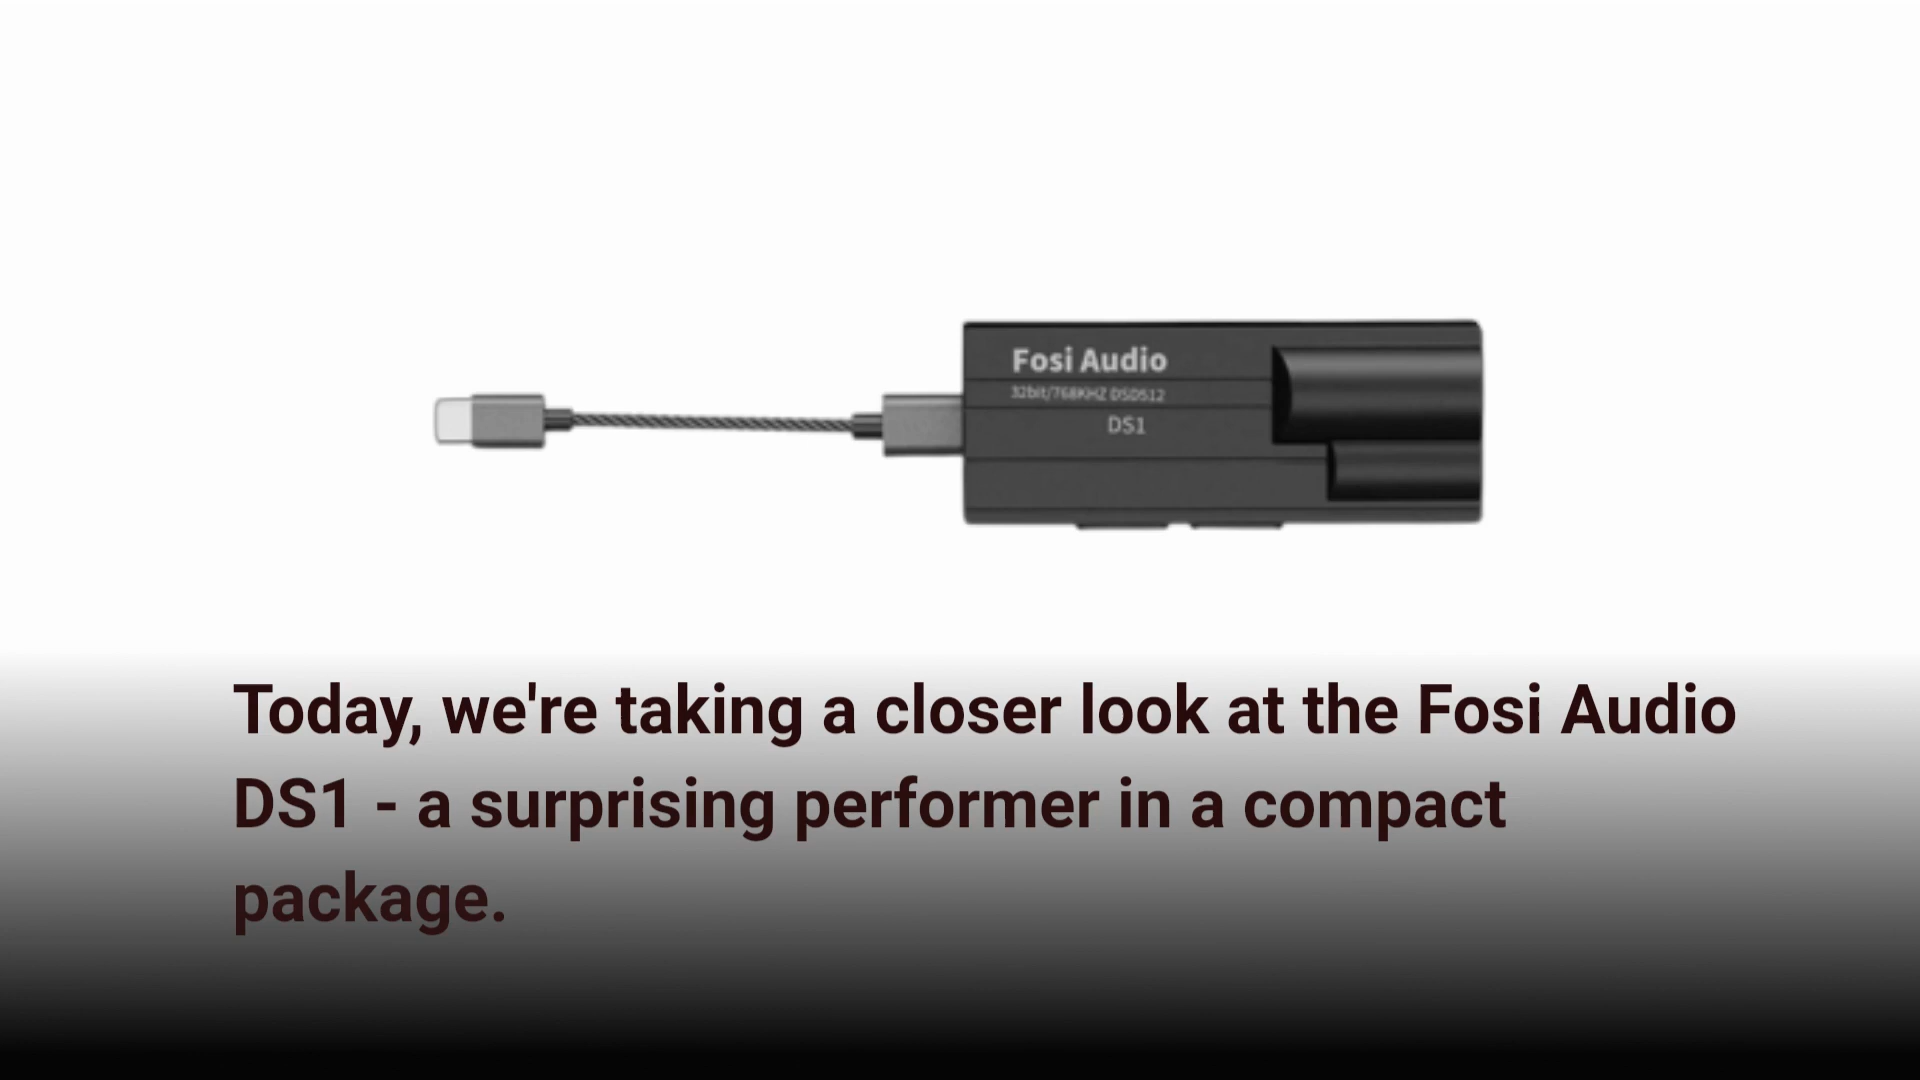 Fosi Audio
32bit/768KHZ DSD512
DS1
Today, we're taking a closer look at the Fosi Audio
DS1 - a surprising performer in a compact
package.